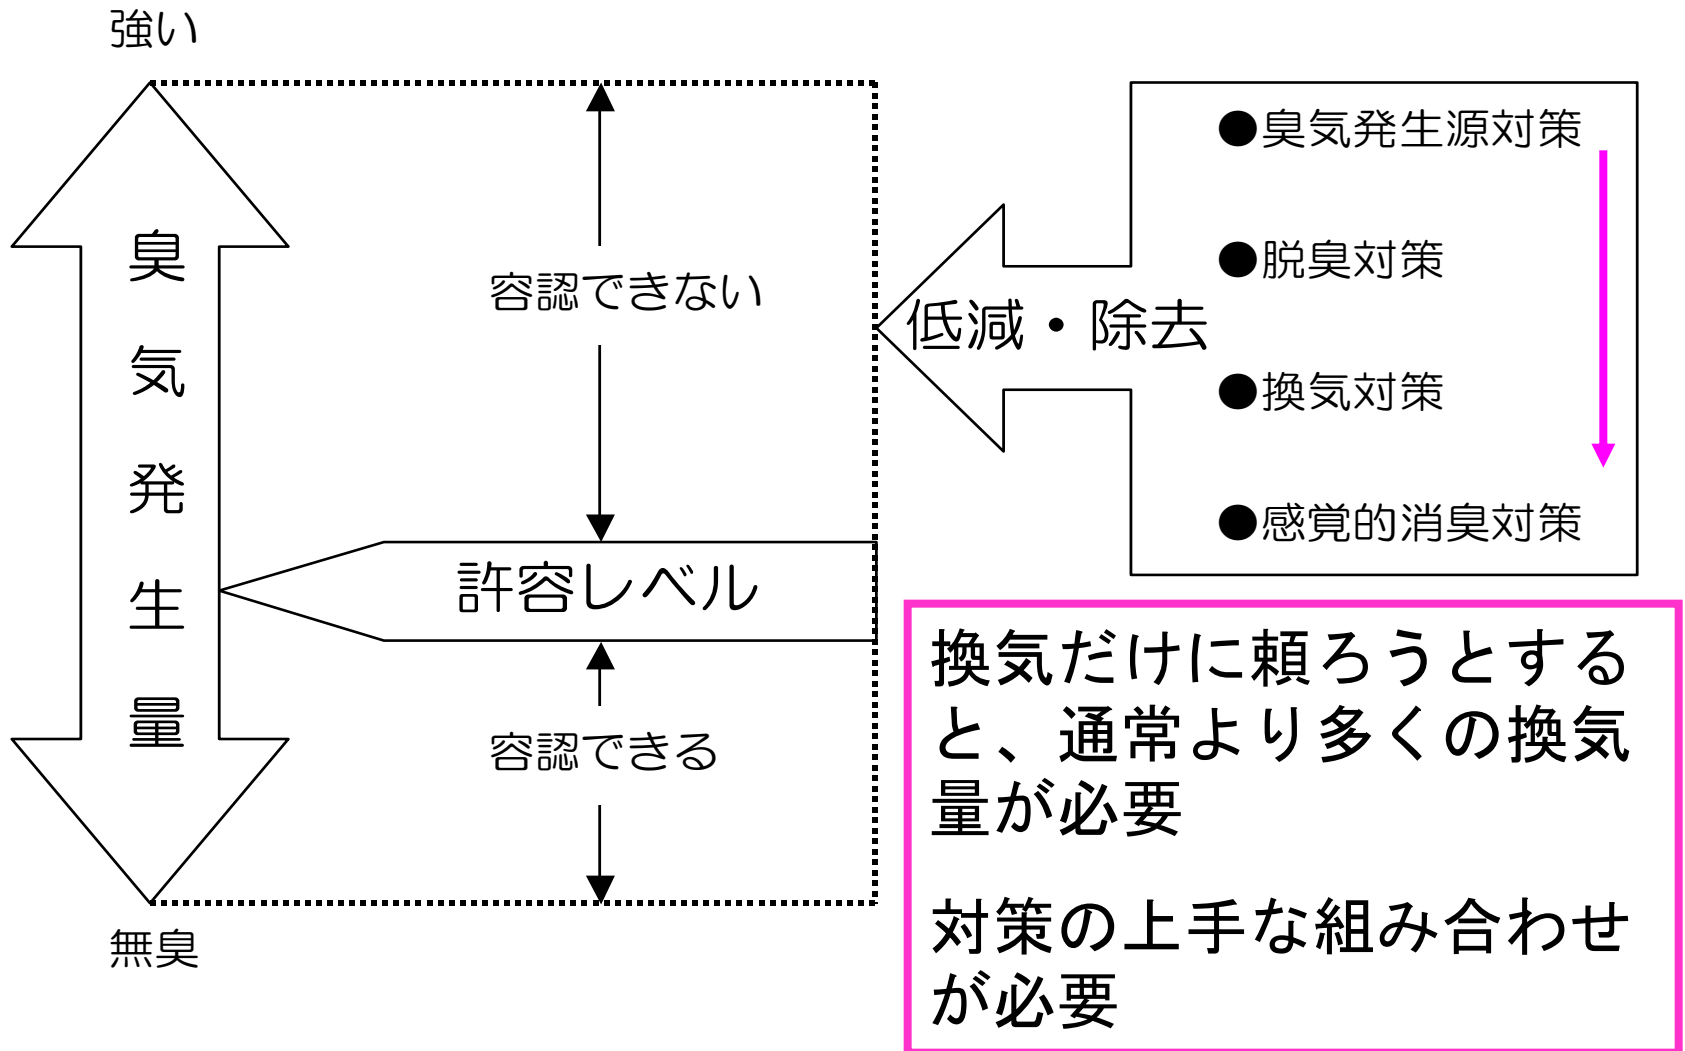 強い
臭気発生量
容認できない
許容レベル
容認できる
無臭
低減・除去
●臭気発生源対策
●脱臭対策
●換気対策
●感覚的消臭対策
換気だけに頼ろうとする
と、通常より多くの換気
量が必要
対策の上手な組み合わせ
が必要